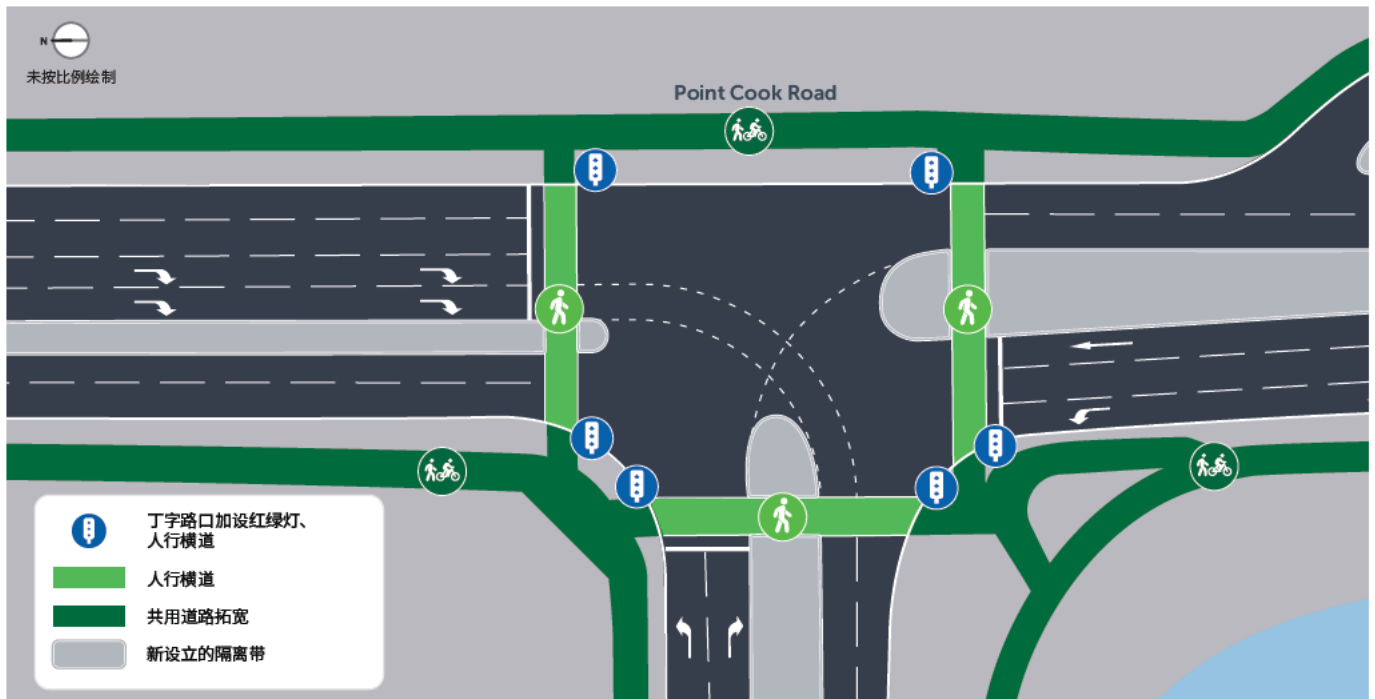 N
未按比例绘制
Point Cook Road
丁字路口加设红绿灯、
人行横道
人行横道
共用道路拓宽
新设立的隔离带